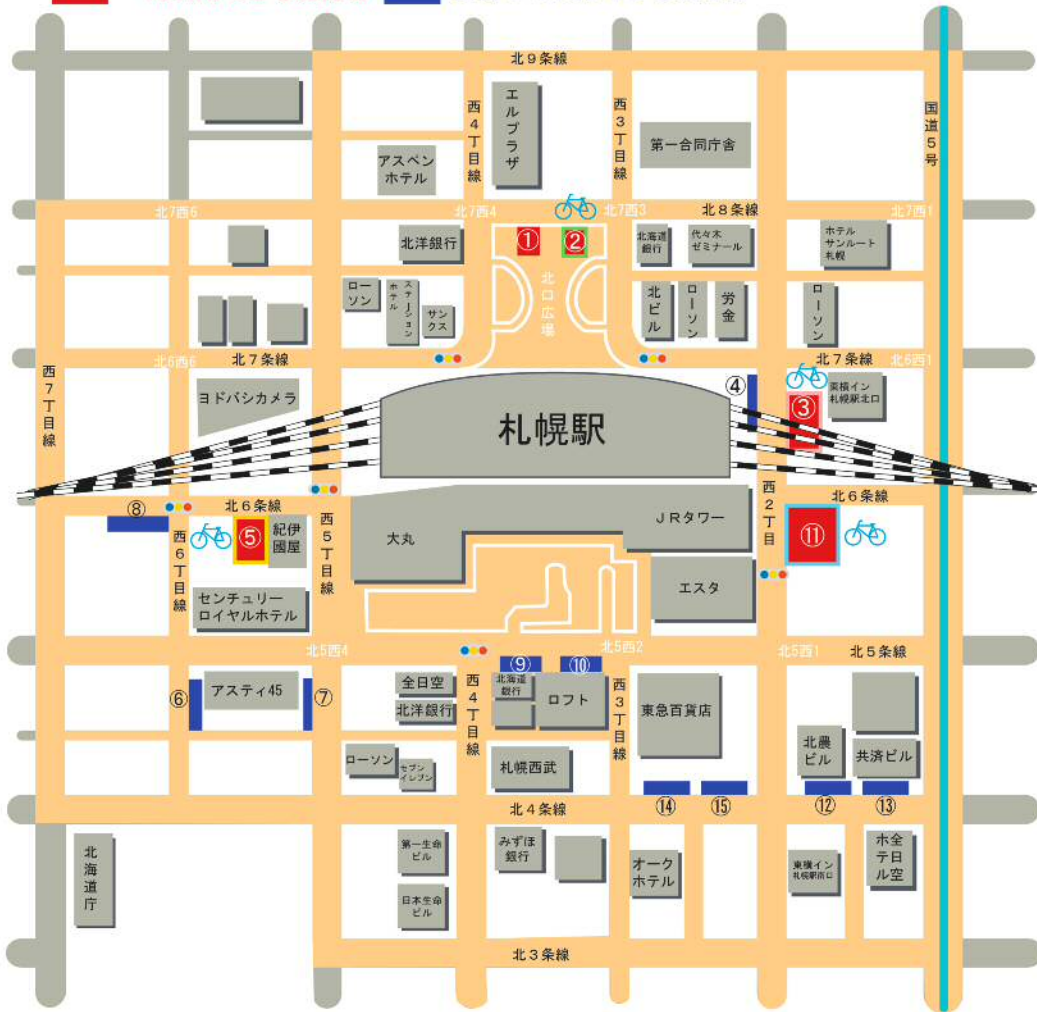 北９条線
西４丁目線
エルプラザ
西３丁目線
第一合同庁舎
国道５号
アスペン
ホテル
北7西6
北7西4
北7西3
北８条線
北7西1
北洋銀行
①
②
北海道
銀行
代々木
ゼミナール
ホテル
サンルート
札幌
北口広場
ローソン
ステーション
ホテル
サンクス
北ビル
ローソン
労金
ローソン
北6西6
北７条線
北７条線
北6西1
西７丁目線
ヨドバシカメラ
札幌駅
④
③
東横イン
札幌駅北口
⑧
北６条線
北６条線
⑤
紀伊
國屋
西６丁目線
西５丁目線
大丸
ＪＲタワー
西２丁目
⑪
エスタ
センチュリー
ロイヤルホテル
北5西4
北5西2
北5西1
北５条線
⑥
アスティ45
⑦
全日空
北洋銀行
西４丁目線
⑨
⑩
北海道
銀行
ロフト
西３丁目線
東急百貨店
北農
ビル
共済ビル
ローソン
セブン
イレブン
札幌西武
⑭
⑮
⑫
⑬
北４条線
北海道庁
第一生命
ビル
みずほ
銀行
オーク
ホテル
東横イン
札幌駅南口
全日空
ホテル
日本生命
ビル
北３条線